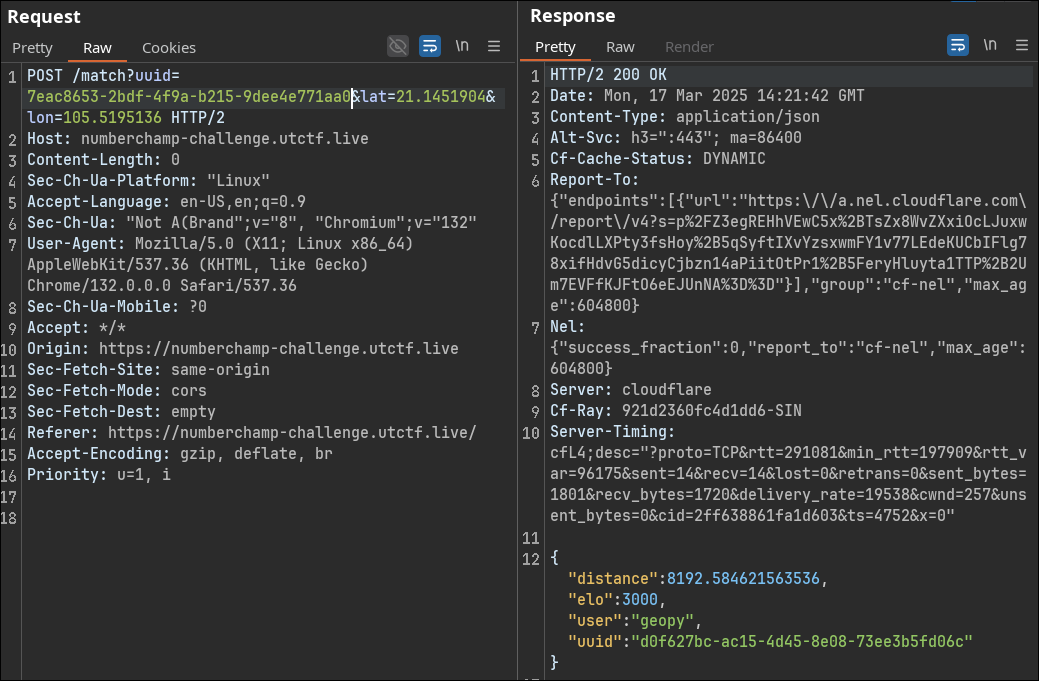 Request
Pretty Raw Cookies \n
1 POST /match?uuid=
7eac8653-2bdf-4f9a-b215-9dee4e771aa0&lat=21.1451904&
lon=105.5195136 HTTP/2
2 Host: numberchamp-challenge.utctf.live
3 Content-Length: 0
4 Sec-Ch-Ua-Platform: "Linux"
5 Accept-Language: en-US,en;q=0.9
6 Sec-Ch-Ua: "Not A(Brand";v="8", "Chromium";v="132"
7 User-Agent: Mozilla/5.0 (X11; Linux x86_64)
AppleWebKit/537.36 (KHTML, like Gecko)
Chrome/132.0.0.0 Safari/537.36
8 Sec-Ch-Ua-Mobile: ?0
9 Accept: */*
10 Origin: https://numberchamp-challenge.utctf.live
11 Sec-Fetch-Site: same-origin
12 Sec-Fetch-Mode: cors
13 Sec-Fetch-Dest: empty
14 Referer: https://numberchamp-challenge.utctf.live/
15 Accept-Encoding: gzip, deflate, br
16 Priority: u=1, i
17
18
Response
Pretty Raw Render \n
1 HTTP/2 200 OK
2 Date: Mon, 17 Mar 2025 14:21:42 GMT
3 Content-Type: application/json
4 Alt-Svc: h3=":443"; ma=86400
5 Cf-Cache-Status: DYNAMIC
6 Report-To:
{"endpoints":[{"url":"https:\/\/a.nel.cloudflare.com\
/report\/v4?s=p%2FZ3egREHhVEwC5x%2BTsZx8WvZXxiOcLJuxw
KocdlLXPty3fsHoy%2B5qSyftIXvYzsxwmFY1v77LEdeKUCbIFlg7
8xifHdvG5dicyCjbzn14aPiitOtPr1%2B5FeryHluyta1TTP%2B2U
m7EVFfKJFtO6eEJUnNA%3D%3D"}],"group":"cf-nel","max_ag
e":604800}
7 Nel:
{"success_fraction":0,"report_to":"cf-nel","max_age":
604800}
8 Server: cloudflare
9 Cf-Ray: 921d2360fc4d1dd6-SIN
10 Server-Timing:
cfL4;desc="?proto=TCP&rtt=291081&min_rtt=197909&rtt_v
ar=96175&sent=14&recv=14&lost=0&retrans=0&sent_bytes=
1801&recv_bytes=1720&delivery_rate=19538&cwnd=257&uns
ent_bytes=0&cid=2ff638861fa1d603&ts=4752&x=0"
11
12 {
"distance":8192.584621563536,
"elo":3000,
"user":"geopy",
"uuid":"d0f627bc-ac15-4d45-8e08-73ee3b5fd06c"
}